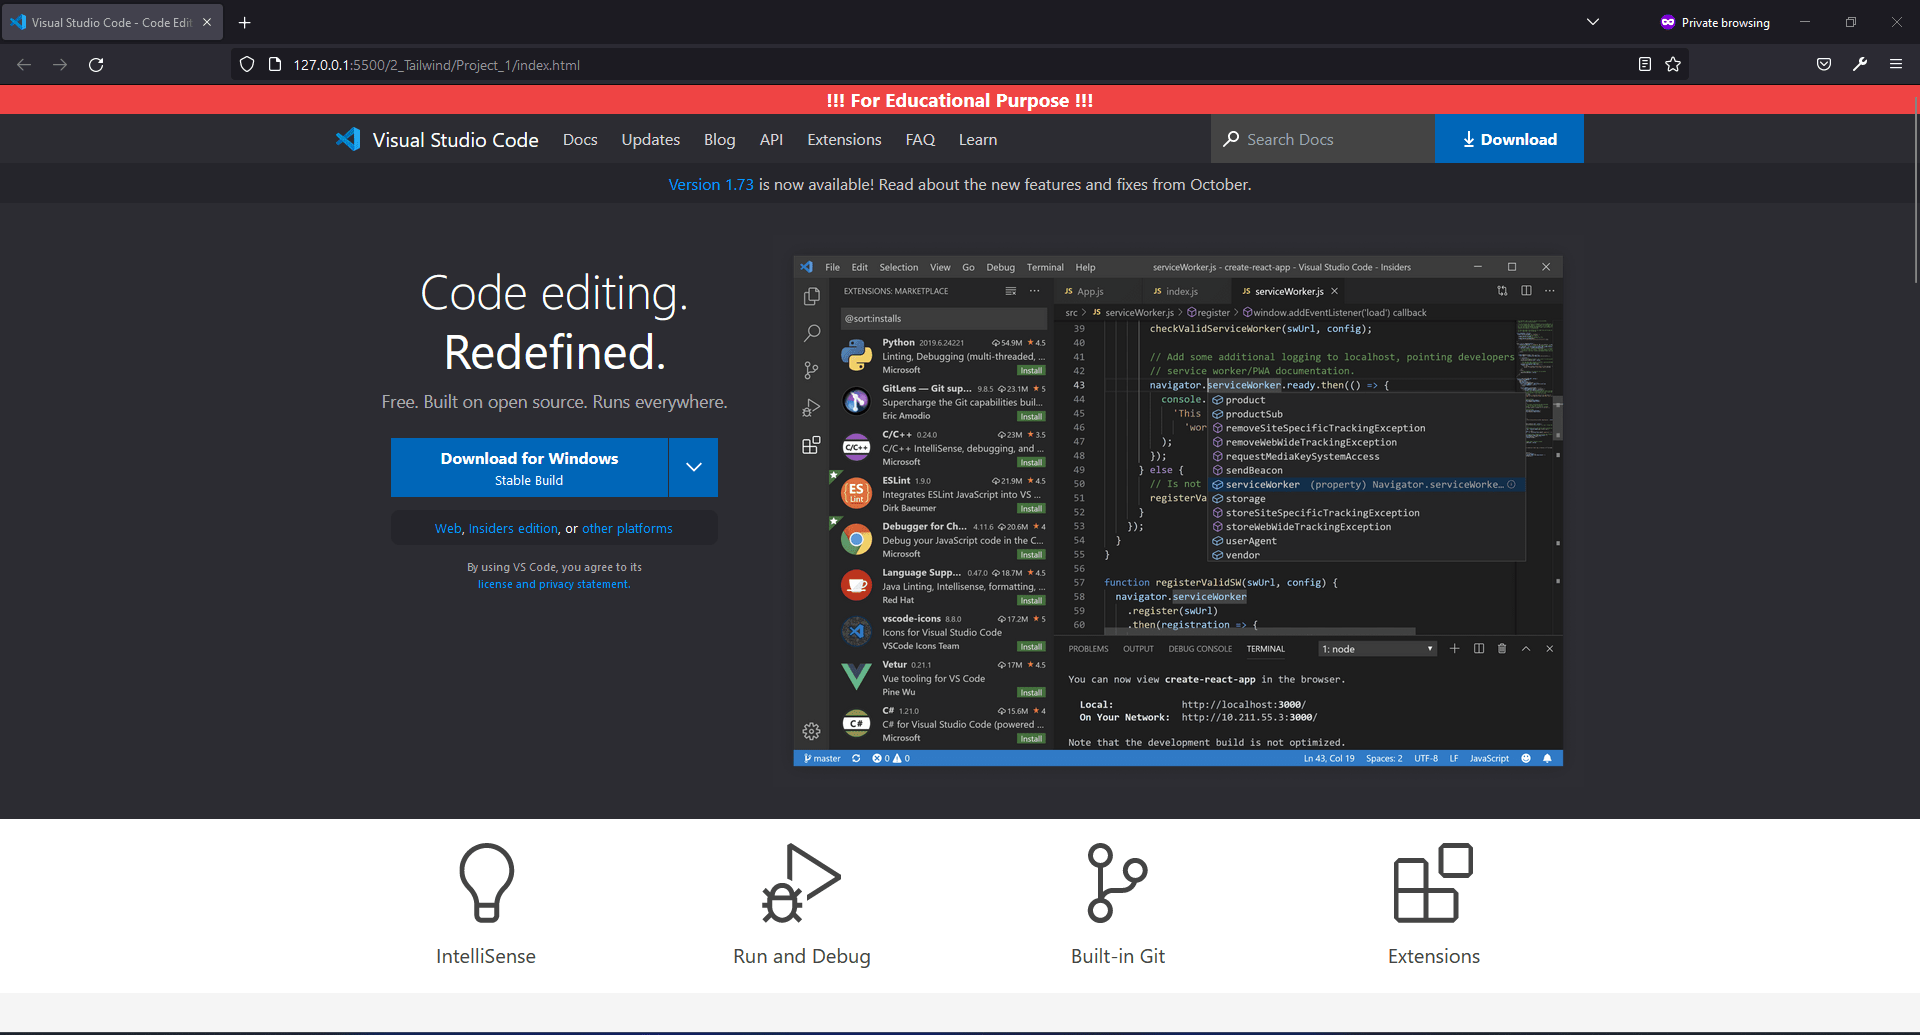 Visual Studio Code - Code Edit
Private browsing
127.0.0.1:5500/2_Tailwind/Project_1/index.html
!!! For Educational Purpose !!!
Visual Studio Code Docs Updates Blog API Extensions FAQ Learn Search Docs Download
Version 1.73 is now available! Read about the new features and fixes from October.
Code editing.
Redefined.
Free. Built on open source. Runs everywhere.
Download for Windows
Stable Build
Web, Insiders edition, or other platforms
By using VS Code, you agree to its
license and privacy statement.
File Edit Selection View Go Debug Terminal Help serviceWorker.js - create-react-app - Visual Studio Code - Insiders
EXTENSIONS: MARKETPLACE
@sort:installs
Python 2019.6.24221 54.9M ★ 4.5
Linting, Debugging (multi-threaded, ...
Microsoft Install
GitLens — Git sup... 9.8.5 23.1M ★ 5
Supercharge the Git capabilities buil...
Eric Amodio Install
C/C++
C/C++ 0.24.0 23M ★ 3.5
C/C++ IntelliSense, debugging, and ...
Microsoft Install
ES
Lint
ESLint 1.9.0 21.9M ★ 4.5
Integrates ESLint JavaScript into VS ...
Dirk Baeumer Install
Debugger for Ch... 4.11.6 20.6M ★ 4
Debug your JavaScript code in the C...
Microsoft Install
Language Supp... 0.47.0 18.7M ★ 4.5
Java Linting, Intellisense, formatting, ...
Red Hat Install
vscode-icons 8.8.0 17.2M ★ 5
Icons for Visual Studio Code
VSCode Icons Team Install
Vetur 0.21.1 17M ★ 4.5
Vue tooling for VS Code
Pine Wu Install
C#
C# 1.21.0 15.6M ★ 4
C# for Visual Studio Code (powered ...
Microsoft Install
JS App.js JS index.js JS serviceWorker.js
src > JS serviceWorker.js > register > window.addEventListener('load') callback
39 checkValidServiceWorker(swUrl, config);
40
41 // Add some additional logging to localhost, pointing developers
42 // service worker/PWA documentation.
43 navigator.serviceWorker.ready.then(() => {
44 console.
45 'This
46 'wor
47 );
48 });
49 } else {
50 // Is not
51 registerVa
52 }
53 });
54 }
55 }
56
57 function registerValidSW(swUrl, config) {
58 navigator.serviceWorker
59 .register(swUrl)
60 .then(registration => {
product
productSub
removeSiteSpecificTrackingException
removeWebWideTrackingException
requestMediaKeySystemAccess
sendBeacon
serviceWorker (property) Navigator.serviceWorke...
storage
storeSiteSpecificTrackingException
storeWebWideTrackingException
userAgent
vendor
PROBLEMS OUTPUT DEBUG CONSOLE TERMINAL 1: node
You can now view create-react-app in the browser.
Local: http://localhost:3000/
On Your Network: http://10.211.55.3:3000/
Note that the development build is not optimized.
master 0 0 Ln 43, Col 19 Spaces: 2 UTF-8 LF JavaScript
IntelliSense
Run and Debug
Built-in Git
Extensions